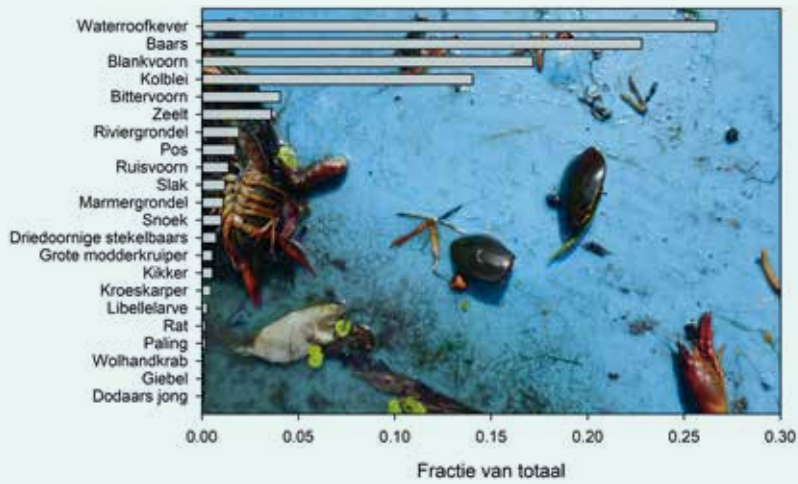 Waterroofkever
Baars
Blankvoorn
Kolblei
Bittervoorn
Zeelt
Riviergrondel
Pos
Ruisvoorn
Slak
Marmergrondel
Snoek
Driedoornige stekelbaars
Grote modderkruiper
Kikker
Kroeskarper
Libellelarve
Rat
Paling
Wolhandkrab
Giebel
Dodaars jong
0.00 0.05 0.10 0.15 0.20 0.25 0.30
Fractie van totaal